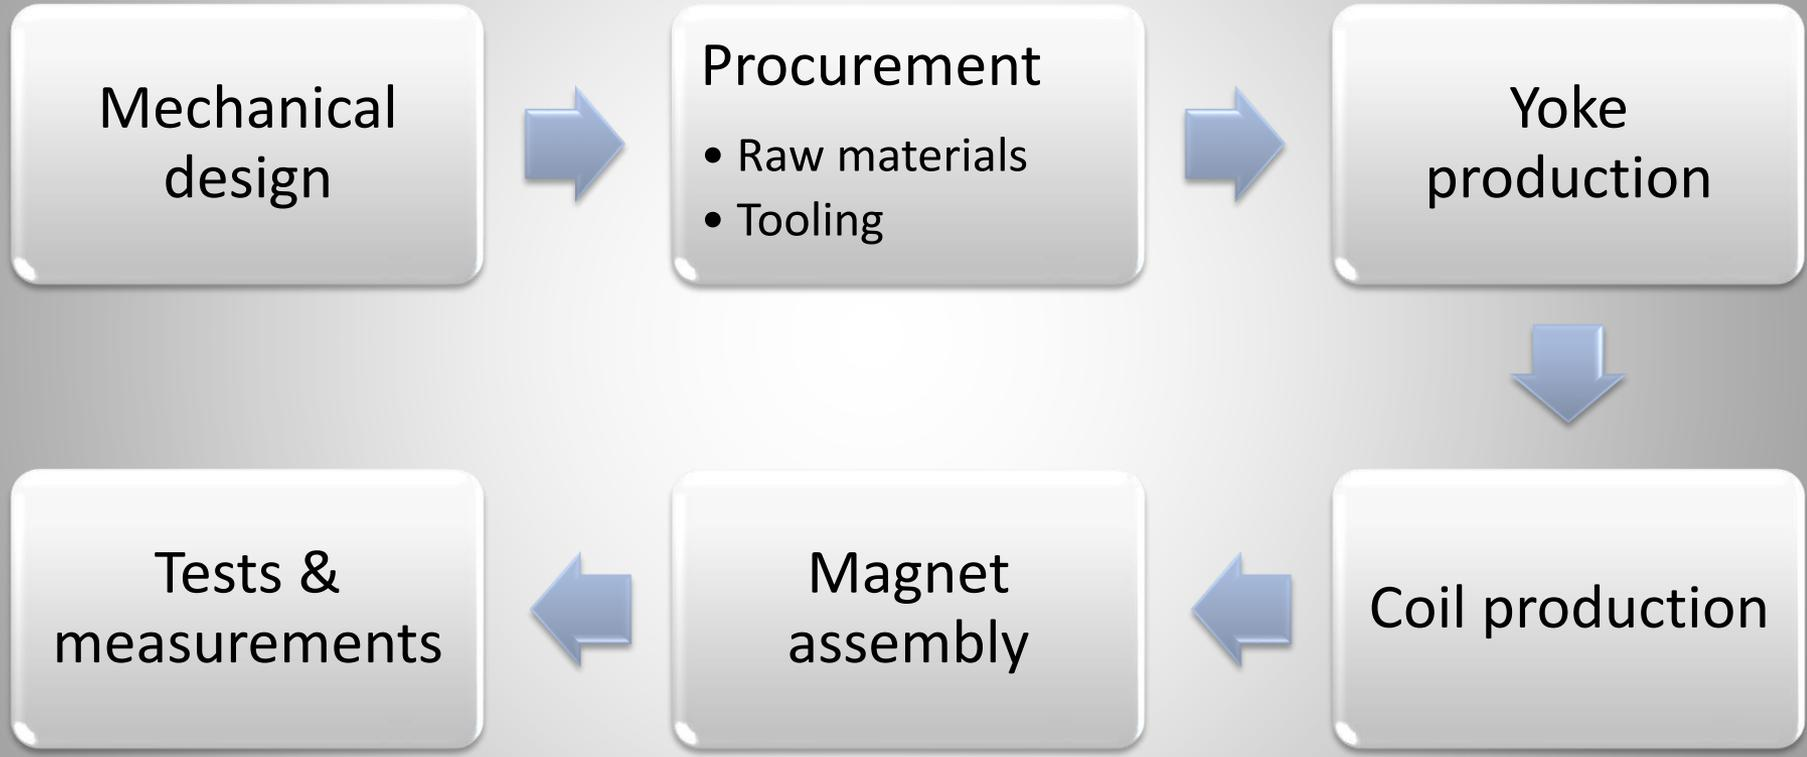 Mechanical
design
Procurement
• Raw materials
• Tooling
Yoke
production
Coil production
Magnet
assembly
Tests &
measurements